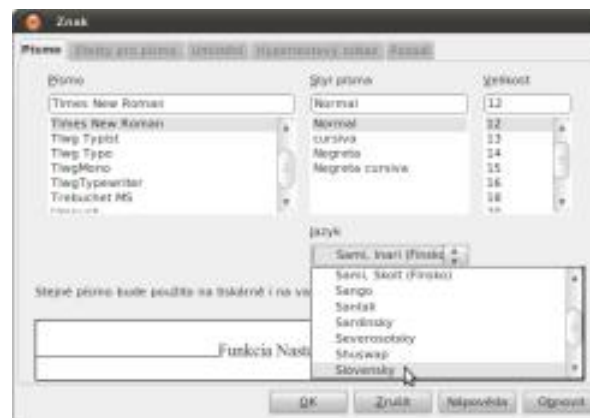 Znak
Písmo Efekty pro písmo Umístění Hypertextový odkaz Pozadí
Písmo
Styl písma
Velikost
Times New Roman
Normal
12
Times New Roman
Tlwg Typist
Tlwg Typo
TlwgMono
TlwgTypewriter
Trebuchet MS
Normal
cursiva
Negreta
Negreta cursiva
12
13
14
15
16
18
Jazyk
Sami, Inari (Finsko
Sami, Skolt (Finsko)
Sango
Santali
Sardinsky
Severosotsky
Shuswap
Slovensky
Stejné písmo bude použito na tiskárně i na
Funkcia Nast
OK Zrušit Nápověda Obnovit